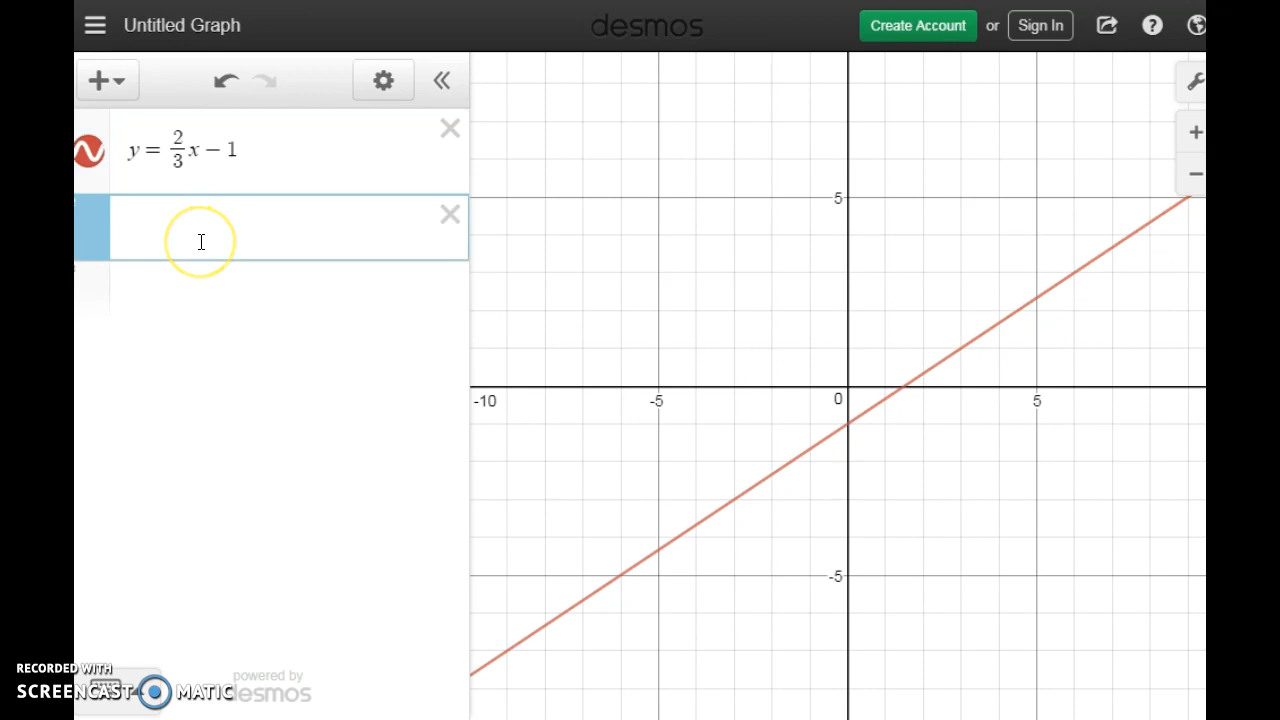 Untitled Graph
desmos
Create Account or Sign In
y = 2/3 x − 1
5
-10 -5 0 5
-5
powered by
desmos
RECORDED WITH
SCREENCAST MATIC